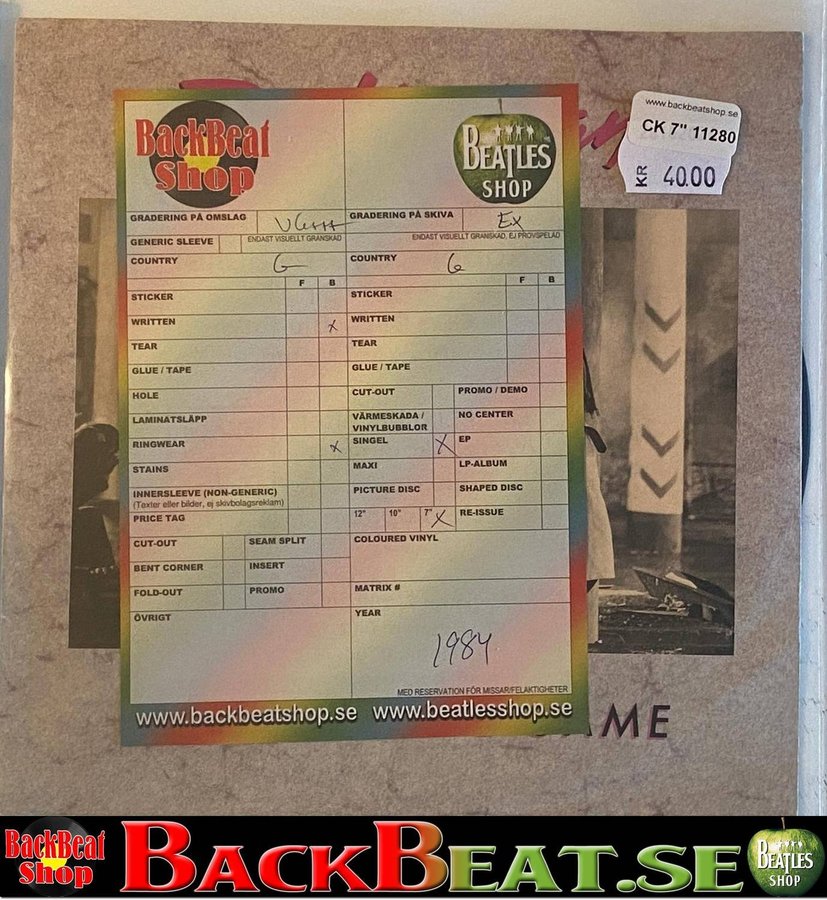 www.backbeatshop.se
CK 7" 11280
KR 40.00
BackBeat
Shop
BEATLES
SHOP
GRADERING PÅ OMSLAG VG+++ GRADERING PÅ SKIVA Ex
GENERIC SLEEVE ENDAST VISUELLT GRANSKAD ENDAST VISUELLT GRANSKAD, EJ PROVSPELAD
COUNTRY G COUNTRY G
F B F B
STICKER STICKER
WRITTEN X WRITTEN
TEAR TEAR
GLUE / TAPE GLUE / TAPE
HOLE CUT-OUT PROMO / DEMO
LAMINATSLÄPP VÄRMESKADA / NO CENTER
VINYLBUBBLOR
RINGWEAR X SINGEL X EP
STAINS MAXI LP-ALBUM
INNERSLEEVE (NON-GENERIC) PICTURE DISC SHAPED DISC
(Texter eller bilder, ej skivbolagsreklam)
PRICE TAG 12" 10" 7" X RE-ISSUE
CUT-OUT SEAM SPLIT COLOURED VINYL
BENT CORNER INSERT
FOLD-OUT PROMO MATRIX #
ÖVRIGT YEAR
1984
MED RESERVATION FÖR MISSAR/FELAKTIGHETER
www.backbeatshop.se www.beatlesshop.se
AME
BackBeat
Shop
BACKBEAT.SE
BEATLES
SHOP